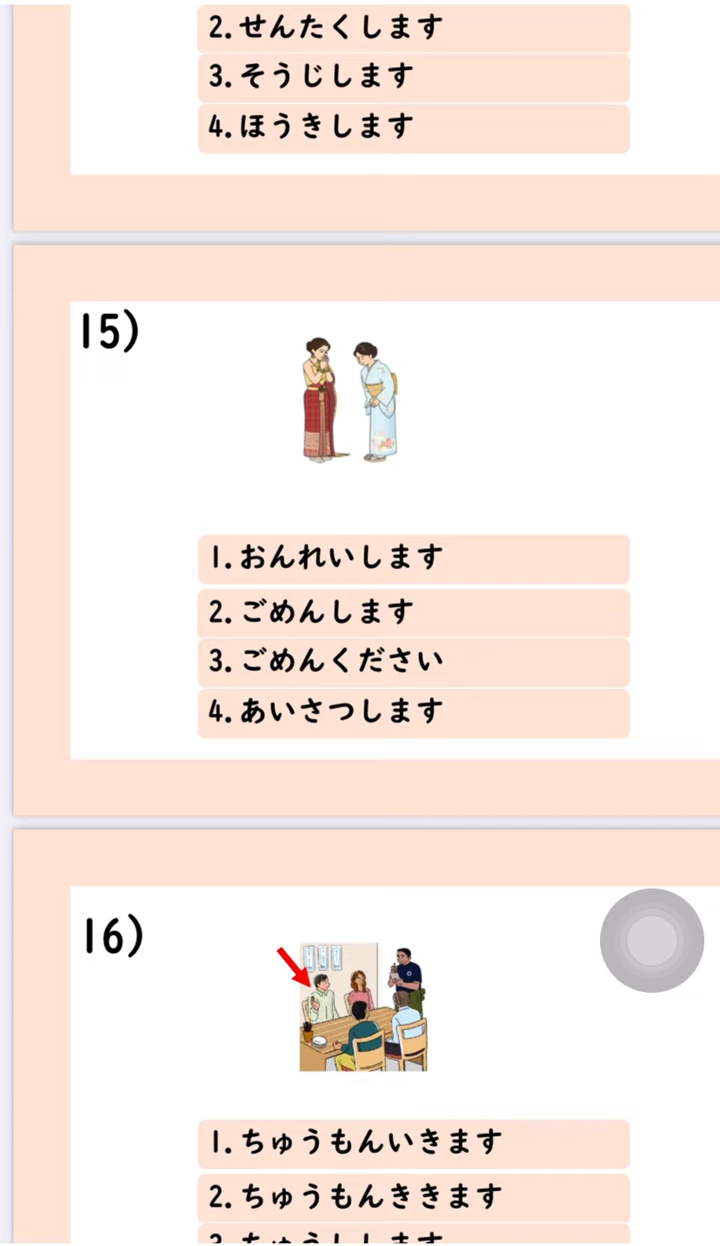 2. せんたくします
3. そうじします
4. ほうきします
15)
1. おんれいします
2. ごめんします
3. ごめんください
4. あいさつします
16)
1. ちゅうもんいきます
2. ちゅうもんききます